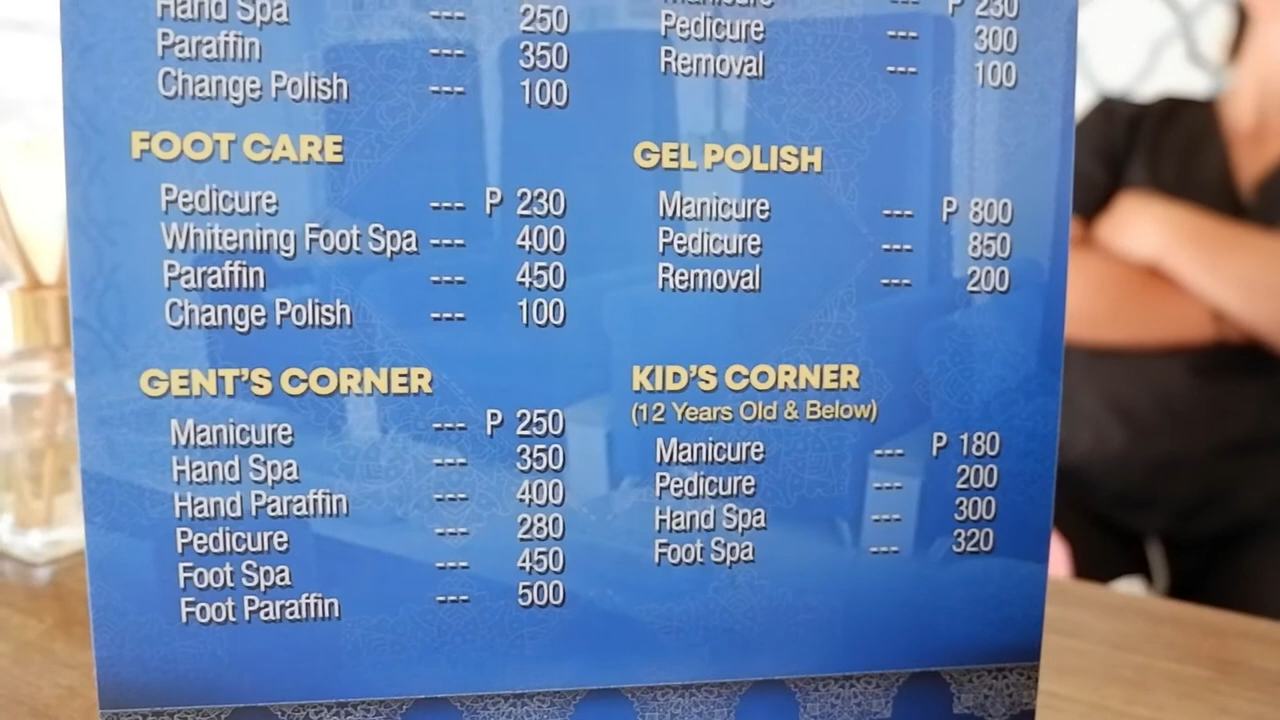 Hand Spa --- 250
Paraffin --- 350
Change Polish --- 100
FOOT CARE
Pedicure --- P 230
Whitening Foot Spa --- 400
Paraffin --- 450
Change Polish --- 100
GENT'S CORNER
Manicure --- P 250
Hand Spa --- 350
Hand Paraffin --- 400
Pedicure --- 280
Foot Spa --- 450
Foot Paraffin --- 500
Manicure --- P 230
Pedicure --- 300
Removal --- 100
GEL POLISH
Manicure --- P 800
Pedicure --- 850
Removal --- 200
KID'S CORNER
(12 Years Old & Below)
Manicure --- P 180
Pedicure --- 200
Hand Spa --- 300
Foot Spa --- 320